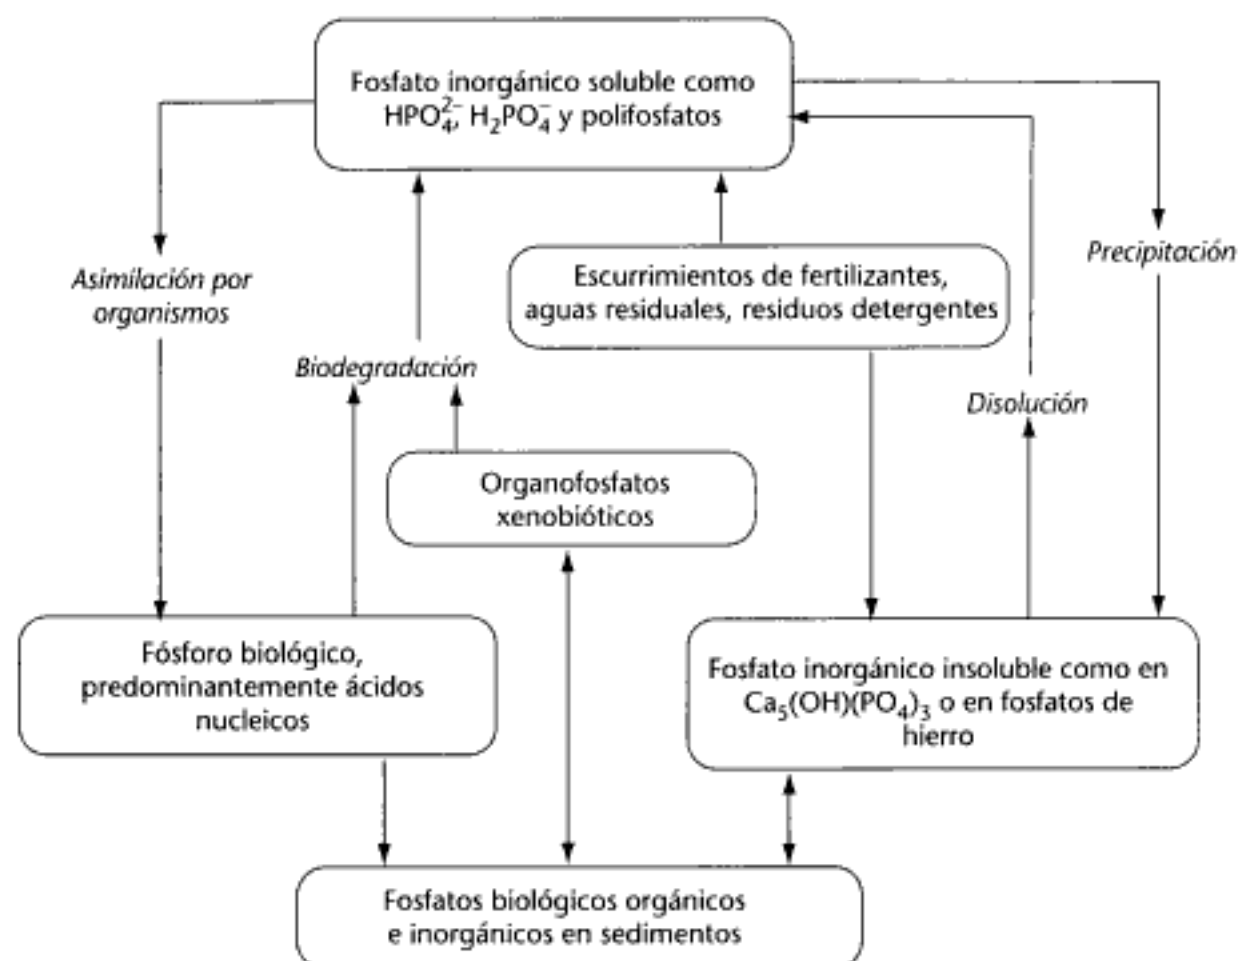 Fosfato inorgánico soluble como
HPO₄²⁻, H₂PO₄⁻ y polifosfatos
Asimilación por
organismos
Escurrimientos de fertilizantes,
aguas residuales, residuos detergentes
Precipitación
Biodegradación
Disolución
Organofosfatos
xenobióticos
Fósforo biológico,
predominantemente ácidos
nucleicos
Fosfato inorgánico insoluble como en
Ca₅(OH)(PO₄)₃ o en fosfatos de
hierro
Fosfatos biológicos orgánicos
e inorgánicos en sedimentos